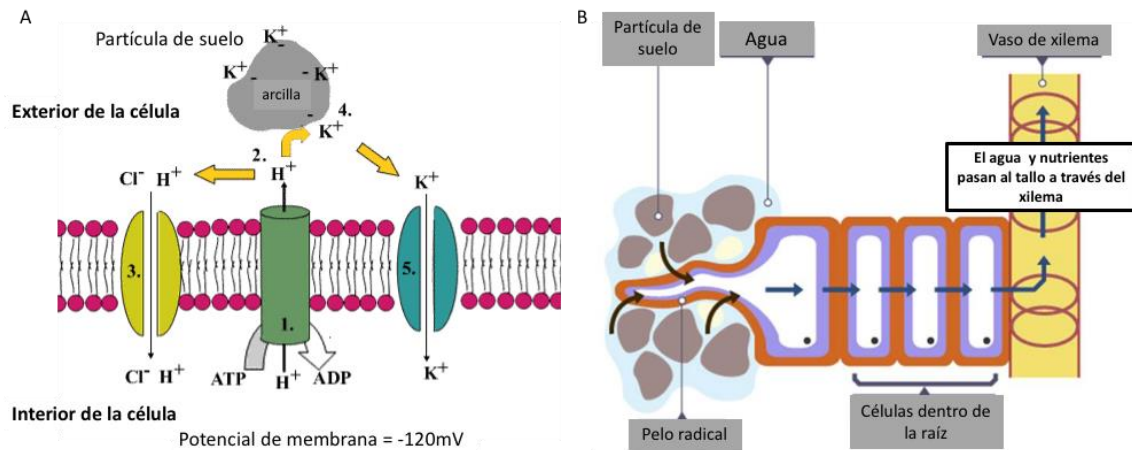 A
Partícula de suelo
K+
-
K+
-
-
K+
arcilla
-
4.
K+
Exterior de la célula
2.
Cl- H+
H+
K+
3.
1.
5.
Cl- H+
ATP
H+
ADP
K+
Interior de la célula
Potencial de membrana = -120mV
B
Partícula de
suelo
Agua
Vaso de xilema
El agua y nutrientes
pasan al tallo a través del
xilema
Pelo radical
Células dentro de
la raíz